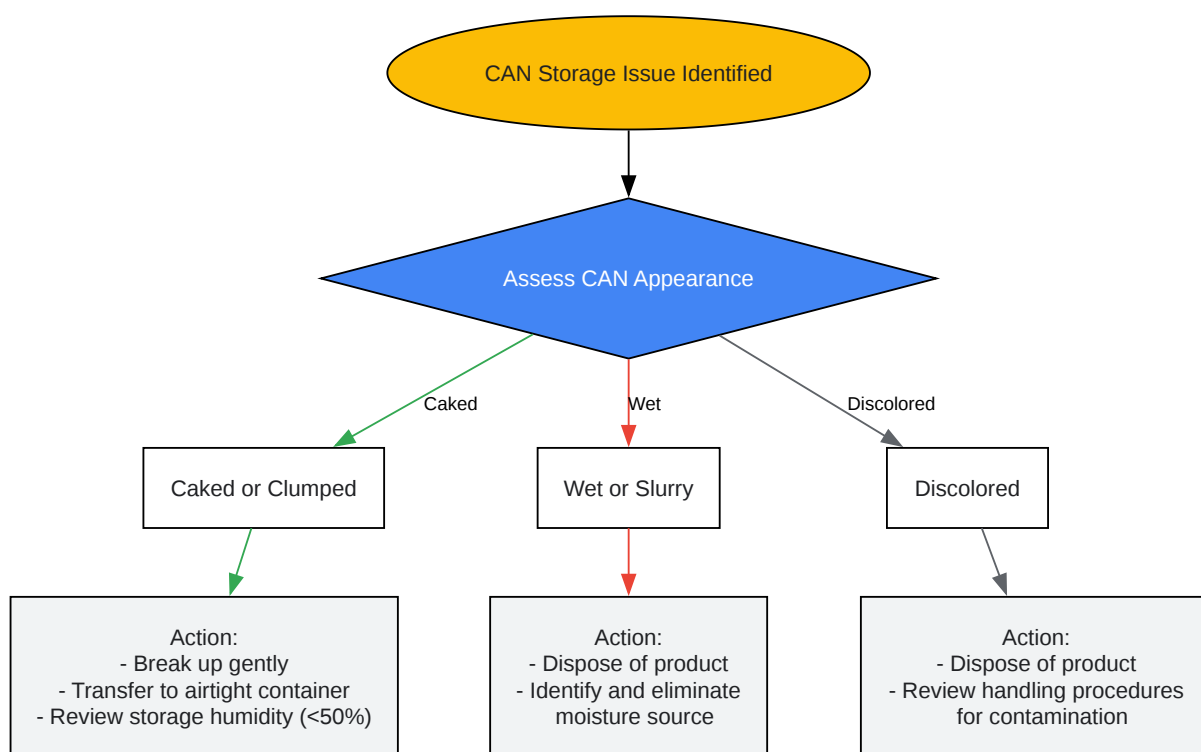 CAN Storage Issue Identified
Assess CAN Appearance
Caked
Wet
Discolored
Caked or Clumped
Wet or Slurry
Discolored
Action:
- Break up gently
- Transfer to airtight container
- Review storage humidity (<50%)
Action:
- Dispose of product
- Identify and eliminate
moisture source
Action:
- Dispose of product
- Review handling procedures
for contamination